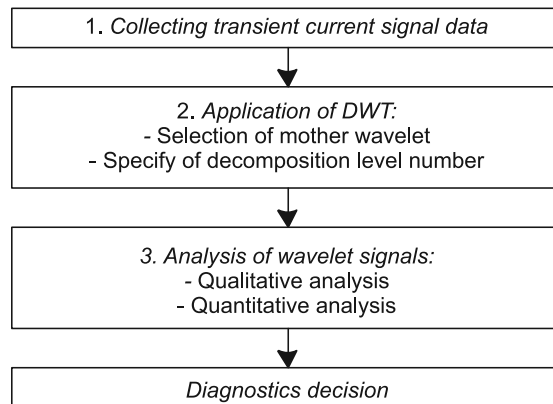 1. Collecting transient current signal data
2. Application of DWT:
- Selection of mother wavelet
- Specify of decomposition level number
3. Analysis of wavelet signals:
- Qualitative analysis
- Quantitative analysis
Diagnostics decision